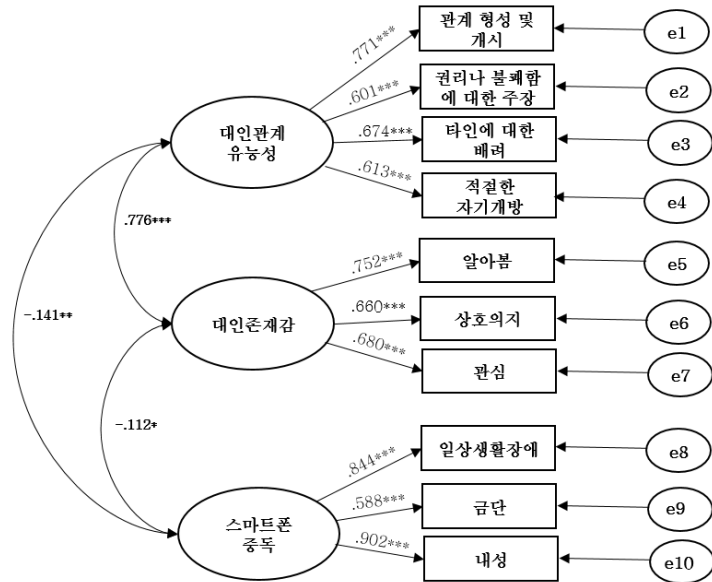 관계 형성 및
개시
e1
.771***
권리나 불쾌함
에 대한 주장
e2
.601***
대인관계
유능성
.674***
타인에 대한
배려
e3
.613***
적절한
자기개방
e4
.776***
.752***
알아봄
e5
-.141**
대인존재감
.660***
상호의지
e6
.680***
관심
e7
-.112*
.844***
일상생활장애
e8
스마트폰
중독
.588***
금단
e9
.902***
내성
e10